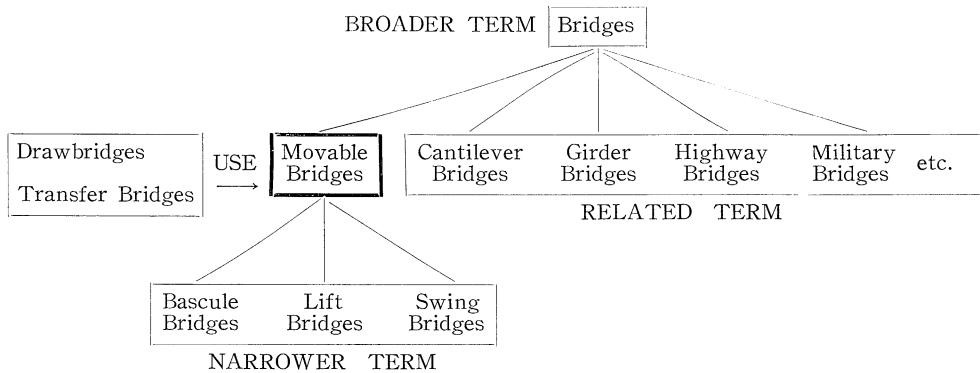 BROADER TERM Bridges
Drawbridges
Transfer Bridges
USE
Movable
Bridges
Cantilever
Bridges
Girder
Bridges
Highway
Bridges
Military
Bridges
etc.
RELATED TERM
Bascule
Bridges
Lift
Bridges
Swing
Bridges
NARROWER TERM